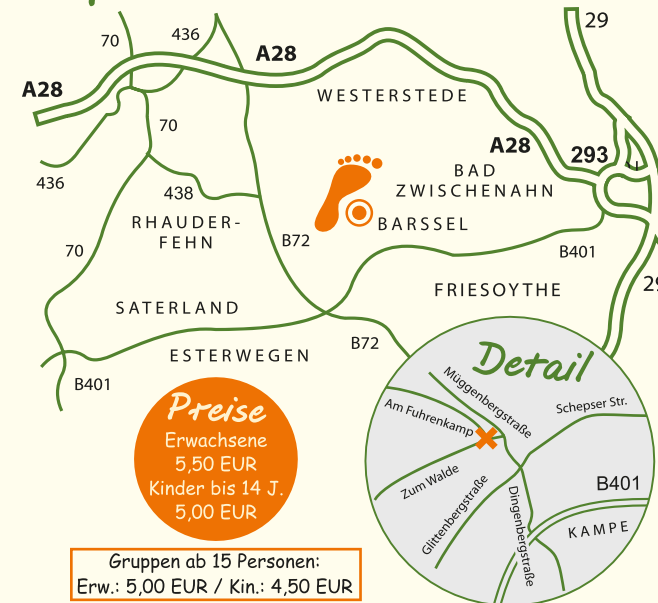 29
70
436
A28
A28
WESTERSTEDE
70
A28
293
436
438
BAD
ZWISCHENAHN
RHAUDER-
FEHN
BARSSEL
B72
70
B401
FRIESOYTHE
SATERLAND
B72
ESTERWEGEN
B401
Detail
Müggenbergstraße
Am Fuhrenkamp
Schepser Str.
Zum Walde
Glittenbergstraße
Dingenbergstraße
B401
KAMPE
Preise
Erwachsene
5,50 EUR
Kinder bis 14 J.
5,00 EUR
Gruppen ab 15 Personen:
Erw.: 5,00 EUR / Kin.: 4,50 EUR